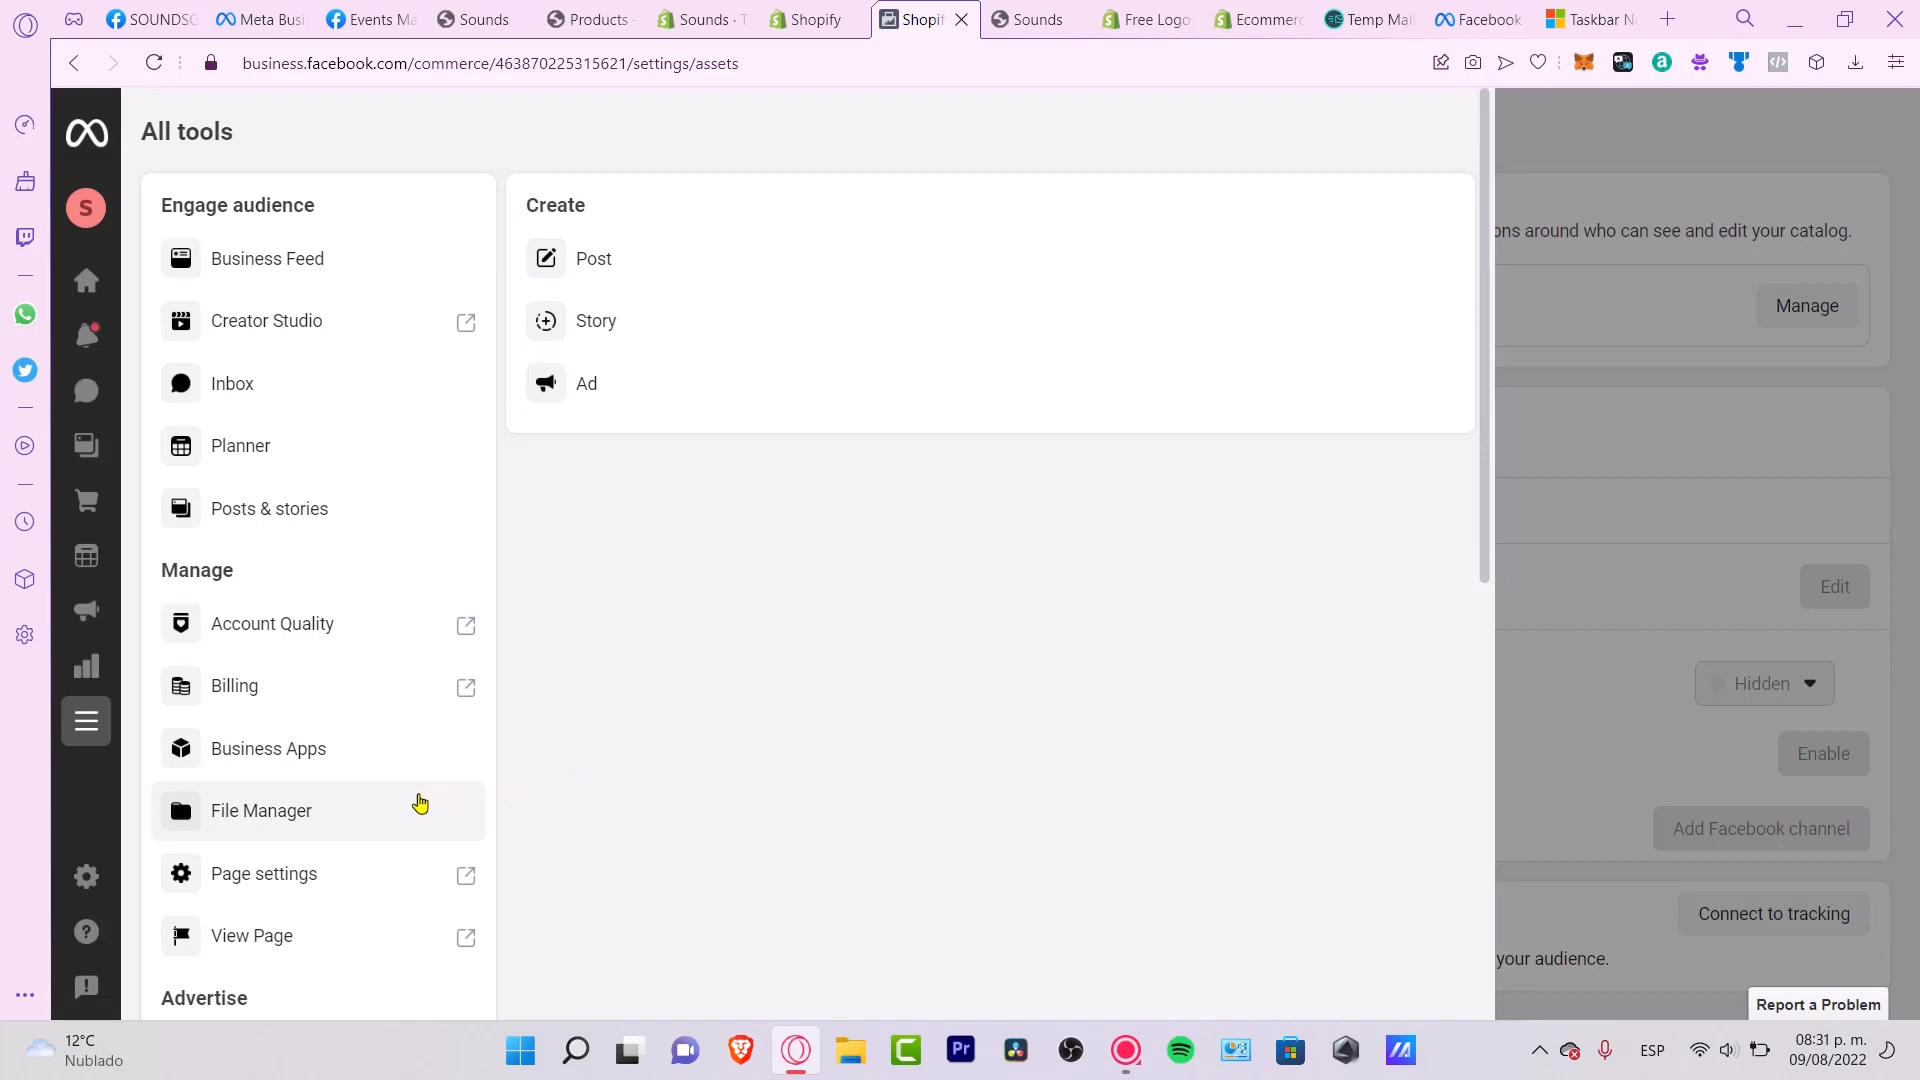 SOUNDSG
Meta Busi
Events Ma
Sounds
Products -
Sounds · T
Shopify
Shopif
Sounds
Free Logo
Ecommerc
Temp Mail
Facebook
Taskbar No
business.facebook.com/commerce/463870225315621/settings/assets
All tools
S
Engage audience
Business Feed
Creator Studio
Inbox
Planner
Posts & stories
Manage
Account Quality
Billing
Business Apps
File Manager
Page settings
View Page
Advertise
Create
Post
Story
Ad
ons around who can see and edit your catalog.
Manage
Edit
Hidden
Enable
Add Facebook channel
Connect to tracking
your audience.
Report a Problem
12°C
Nublado
Pr
ESP
08:31 p. m.
09/08/2022